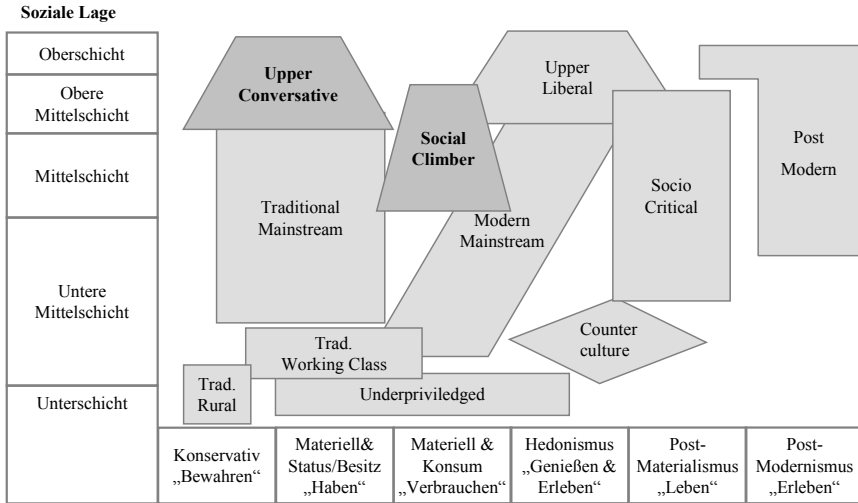 Soziale Lage
Oberschicht
Obere
Mittelschicht
Mittelschicht
Untere
Mittelschicht
Unterschicht
Upper
Conversative
Social
Climber
Upper
Liberal
Post
Modern
Traditional
Mainstream
Modern
Mainstream
Socio
Critical
Counter
culture
Trad.
Working Class
Trad.
Rural
Underpriviledged
Konservativ
„Bewahren“
Materiell&
Status/Besitz
„Haben“
Materiell &
Konsum
„Verbrauchen“
Hedonismus
„Genießen &
Erleben“
Post-
Materialismus
„Leben“
Post-
Modernismus
„Erleben“